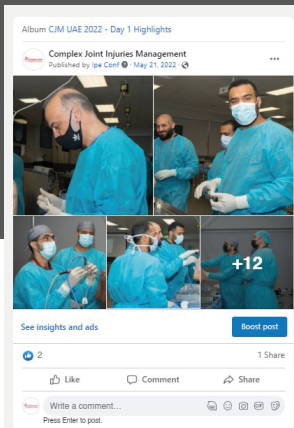 Album CJM UAE 2022 - Day 1 Highlights
Complex Joint Injuries Management
Published by Ipe Conf · May 21, 2022 ·
+12
See insights and ads
Boost post
2
1 Share
Like
Comment
Share
Write a comment...
GIF
Press Enter to post.